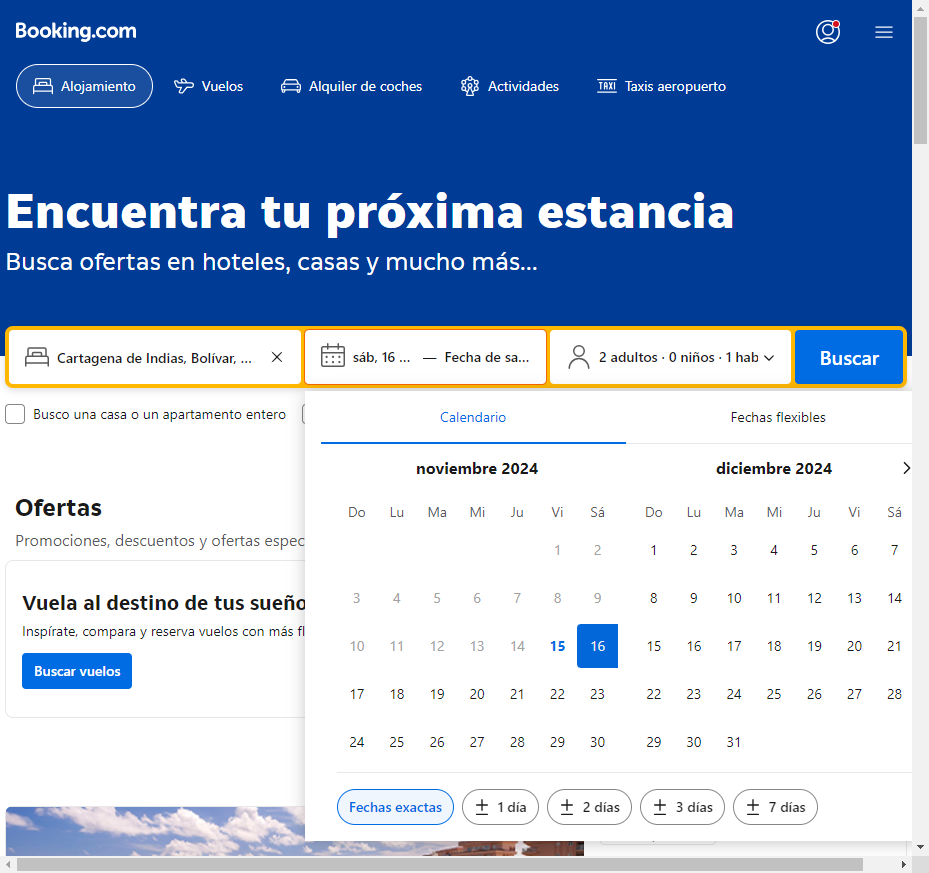 Booking.com
Alojamiento
Vuelos
Alquiler de coches
Actividades
TAXI Taxis aeropuerto
Encuentra tu próxima estancia
Busca ofertas en hoteles, casas y mucho más...
Cartagena de Indias, Bolívar, ...
sáb, 16 ... — Fecha de sa...
2 adultos · 0 niños · 1 hab
Buscar
Busco una casa o un apartamento entero
Calendario
Fechas flexibles
noviembre 2024
Do Lu Ma Mi Ju Vi Sá
1 2
3 4 5 6 7 8 9
10 11 12 13 14 15 16
17 18 19 20 21 22 23
24 25 26 27 28 29 30
diciembre 2024
Do Lu Ma Mi Ju Vi Sá
1 2 3 4 5 6 7
8 9 10 11 12 13 14
15 16 17 18 19 20 21
22 23 24 25 26 27 28
29 30 31
Fechas exactas
± 1 día
± 2 días
± 3 días
± 7 días
Ofertas
Promociones, descuentos y ofertas espec
Vuela al destino de tus sueño
Inspírate, compara y reserva vuelos con más fl
Buscar vuelos